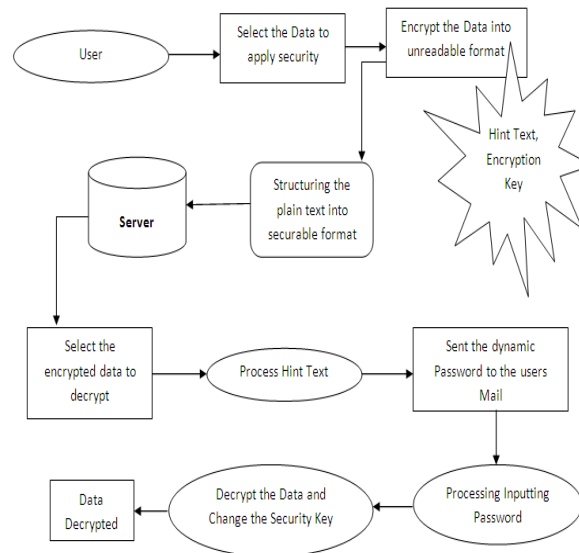 User
Select the Data to
apply security
Encrypt the Data into
unreadable format
Hint Text,
Encryption
Key
Structuring the
plain text into
securable format
Server
Select the
encrypted data to
decrypt
Process Hint Text
Sent the dynamic
Password to the users
Mail
Processing Inputting
Password
Decrypt the Data and
Change the Security Key
Data
Decrypted